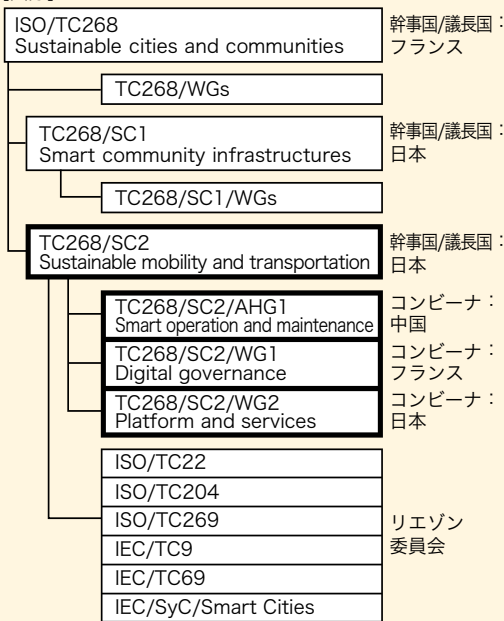 ISO/TC268
Sustainable cities and communities
幹事国/議長国：
フランス
TC268/WGs
TC268/SC1
Smart community infrastructures
幹事国/議長国：
日本
TC268/SC1/WGs
TC268/SC2
Sustainable mobility and transportation
幹事国/議長国：
日本
TC268/SC2/AHG1
Smart operation and maintenance
コンビーナ：
中国
TC268/SC2/WG1
Digital governance
コンビーナ：
フランス
TC268/SC2/WG2
Platform and services
コンビーナ：
日本
ISO/TC22
ISO/TC204
ISO/TC269
IEC/TC9
IEC/TC69
IEC/SyC/Smart Cities
リエゾン
委員会